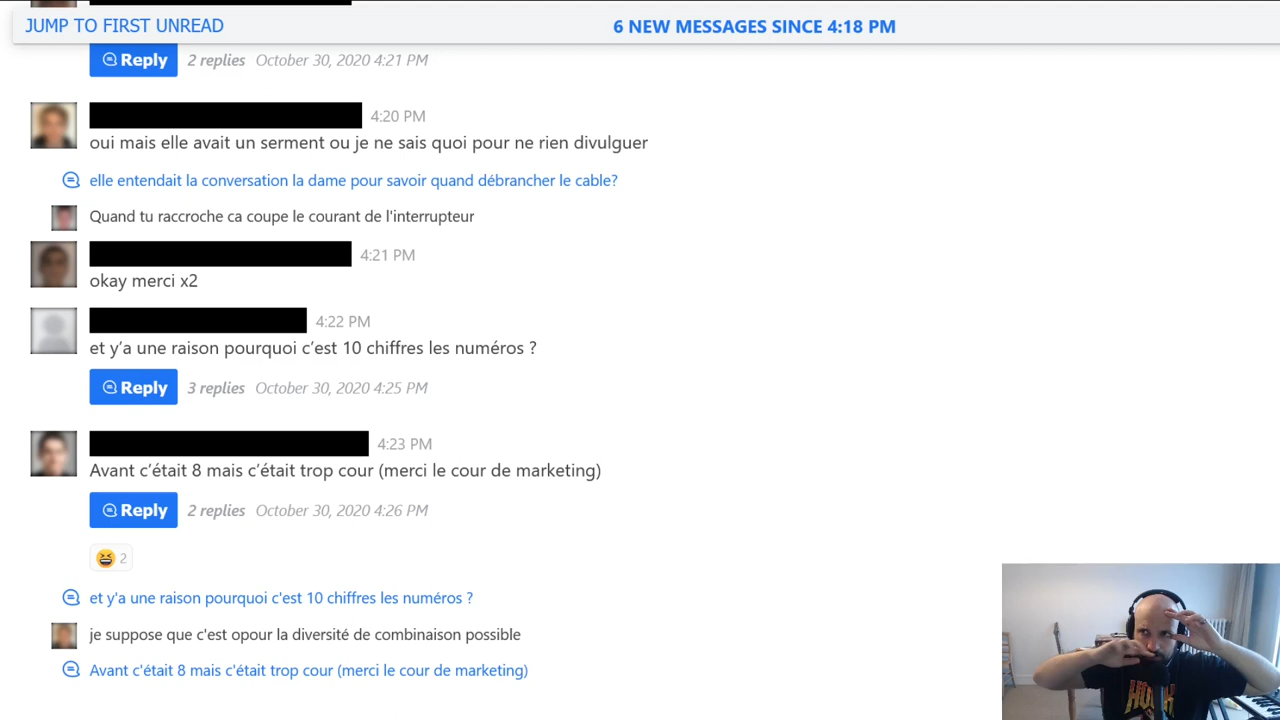 JUMP TO FIRST UNREAD
6 NEW MESSAGES SINCE 4:18 PM
Reply 2 replies October 30, 2020 4:21 PM
4:20 PM
oui mais elle avait un serment ou je ne sais quoi pour ne rien divulguer
elle entendait la conversation la dame pour savoir quand débrancher le cable?
Quand tu raccroche ca coupe le courant de l'interrupteur
4:21 PM
okay merci x2
4:22 PM
et y’a une raison pourquoi c’est 10 chiffres les numéros ?
Reply 3 replies October 30, 2020 4:25 PM
4:23 PM
Avant c’était 8 mais c’était trop cour (merci le cour de marketing)
Reply 2 replies October 30, 2020 4:26 PM
2
et y'a une raison pourquoi c'est 10 chiffres les numéros ?
je suppose que c'est opour la diversité de combinaison possible
Avant c'était 8 mais c'était trop cour (merci le cour de marketing)